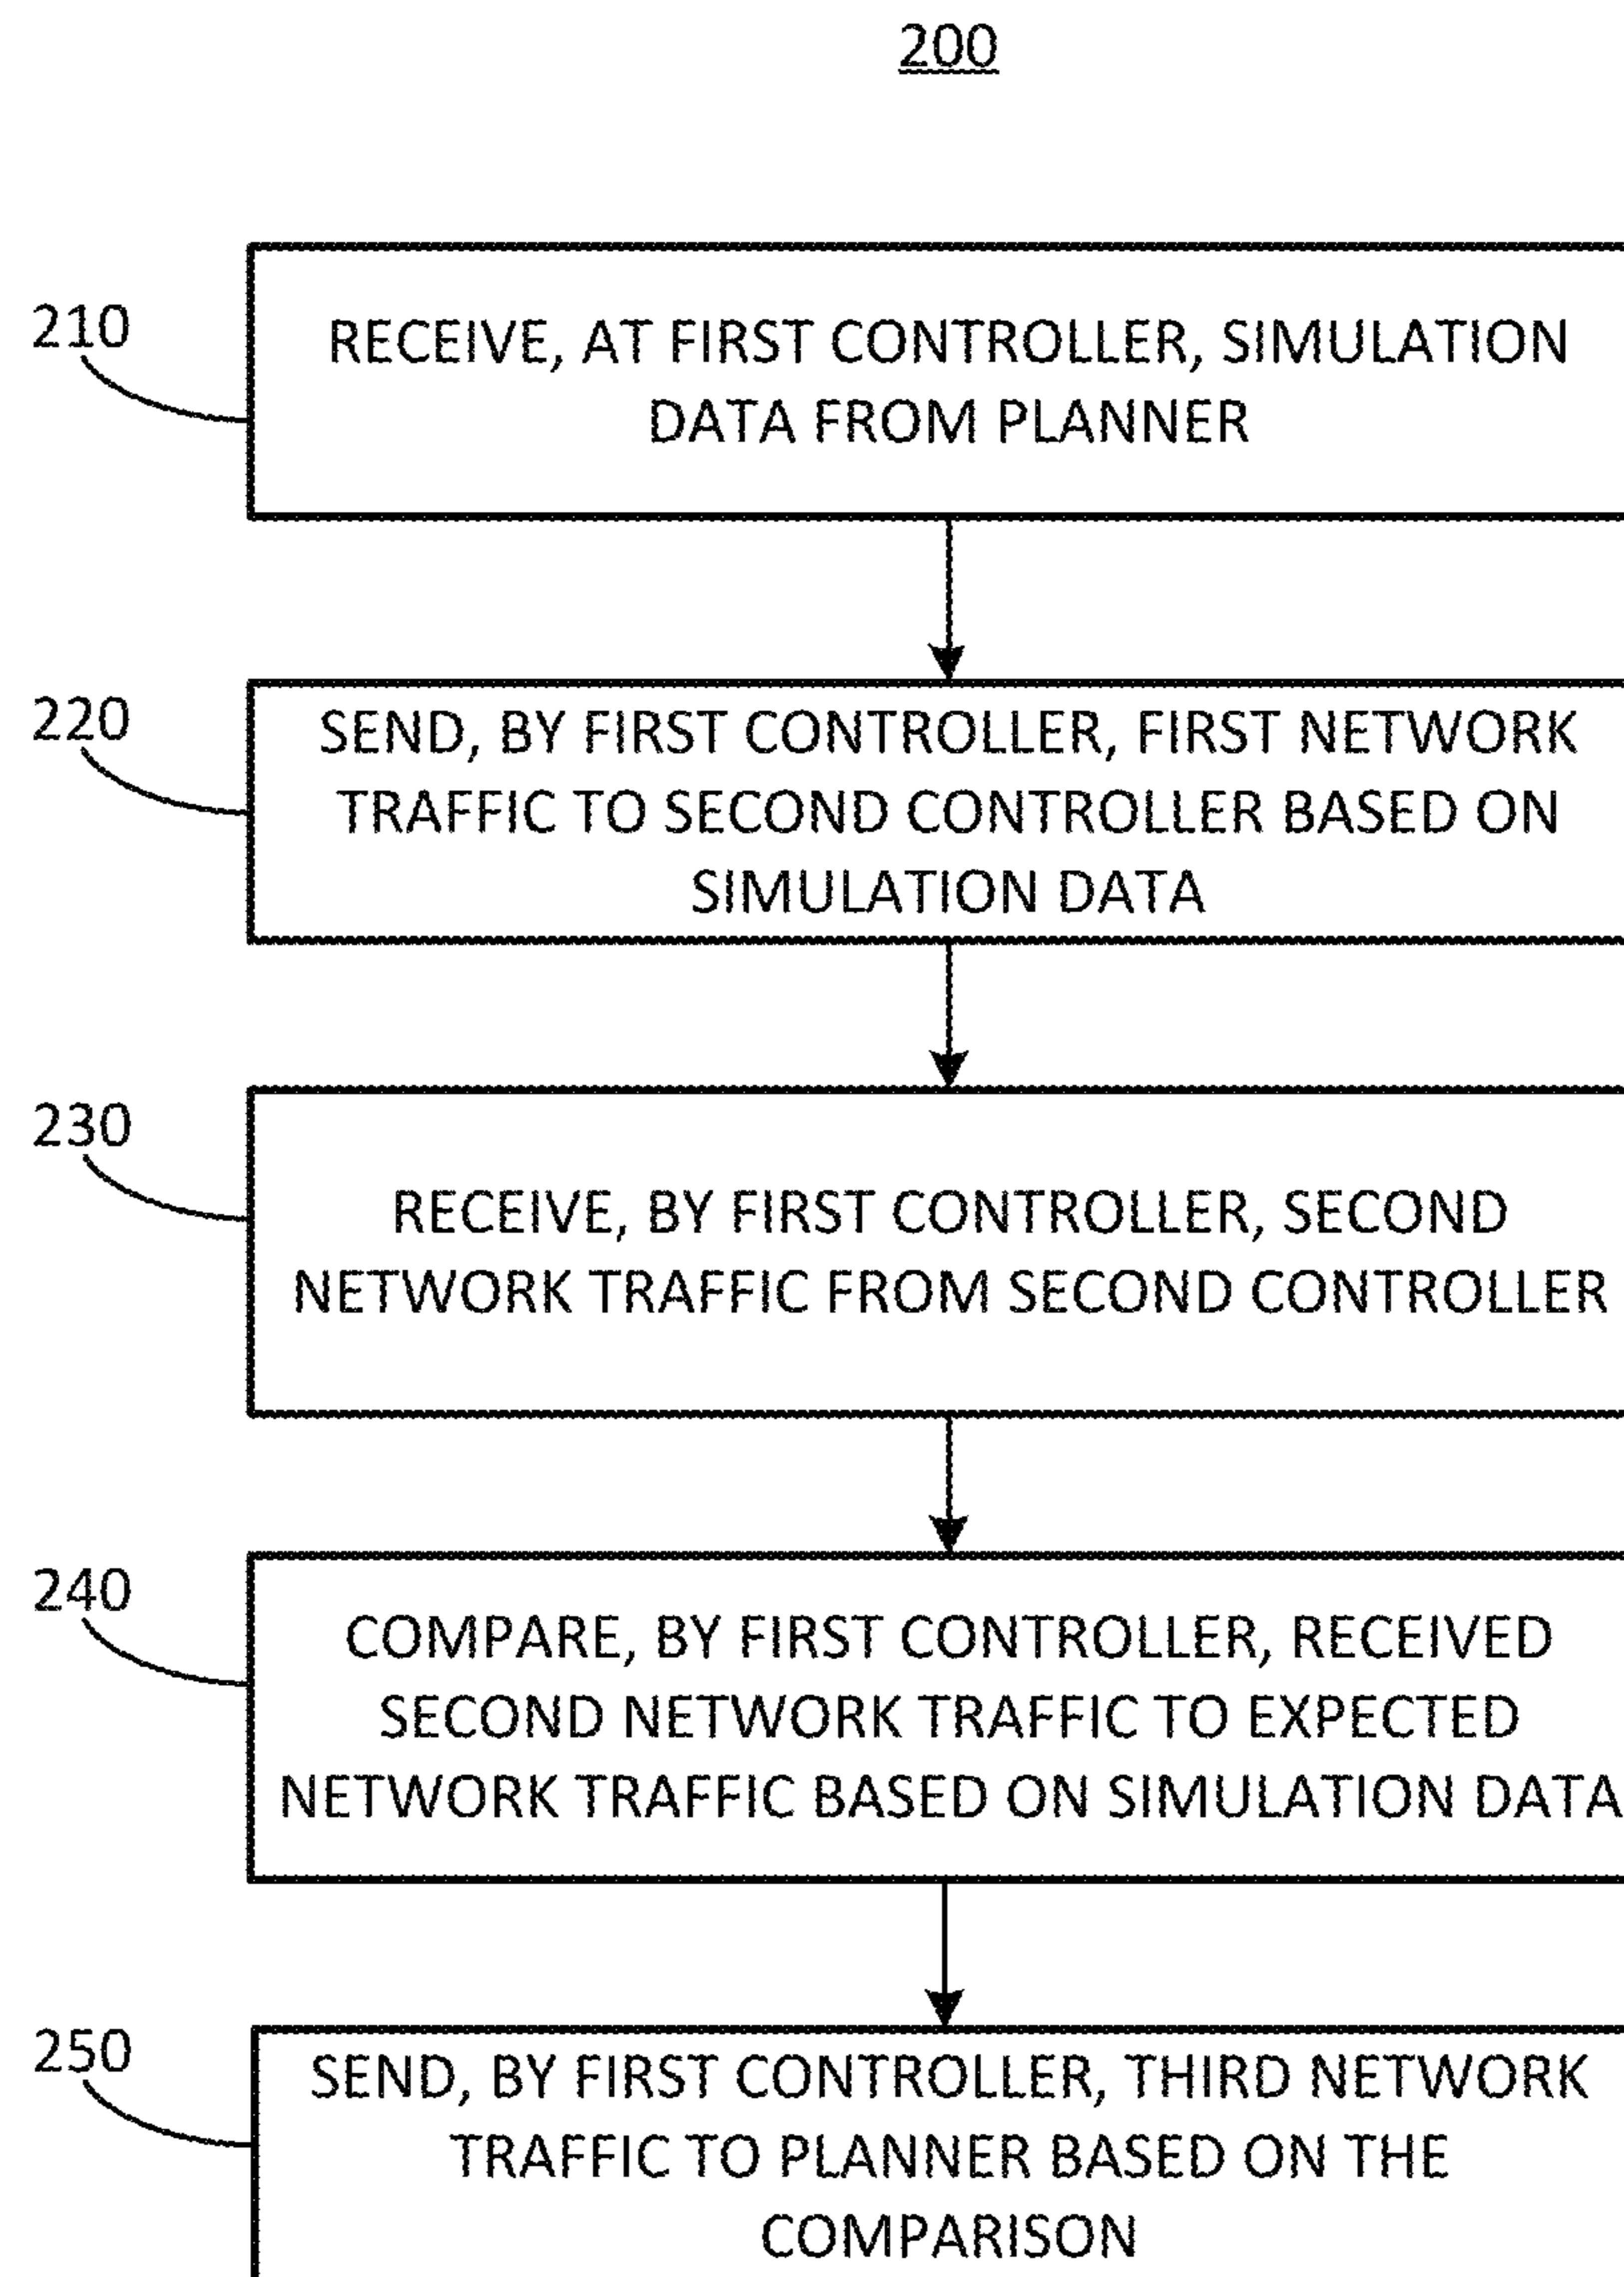 200
210
RECEIVE, AT FIRST CONTROLLER, SIMULATION
DATA FROM PLANNER
220
SEND, BY FIRST CONTROLLER, FIRST NETWORK
TRAFFIC TO SECOND CONTROLLER BASED ON
SIMULATION DATA
230
RECEIVE, BY FIRST CONTROLLER, SECOND
NETWORK TRAFFIC FROM SECOND CONTROLLER
240
COMPARE, BY FIRST CONTROLLER, RECEIVED
SECOND NETWORK TRAFFIC TO EXPECTED
NETWORK TRAFFIC BASED ON SIMULATION DATA
250
SEND, BY FIRST CONTROLLER, THIRD NETWORK
TRAFFIC TO PLANNER BASED ON THE
COMPARISON